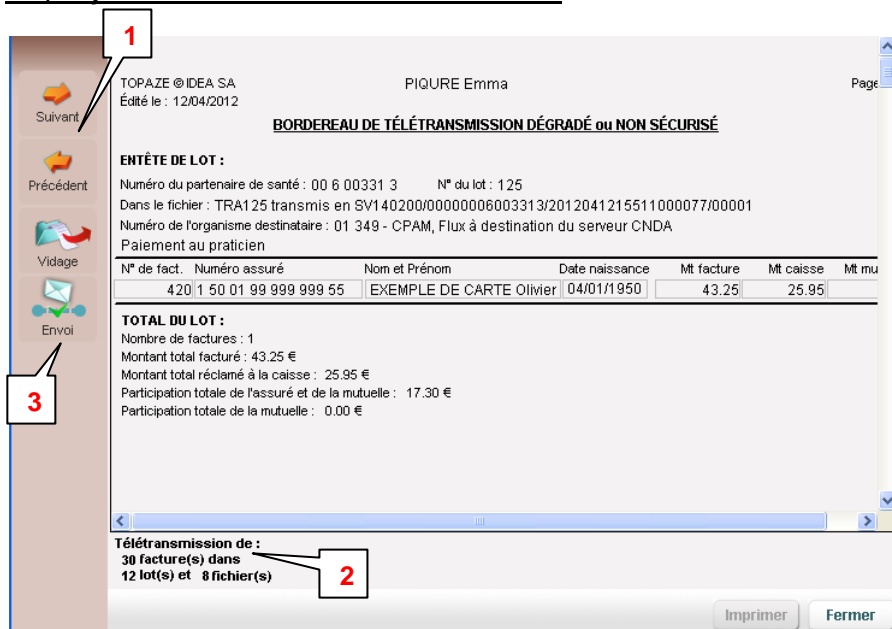 1
TOPAZE © IDEA SA PIQURE Emma Page
Édité le : 12/04/2012
Suivant
BORDEREAU DE TÉLÉTRANSMISSION DÉGRADÉ ou NON SÉCURISÉ
ENTÊTE DE LOT :
Précédent
Numéro du partenaire de santé : 00 6 00331 3 N° du lot : 125
Dans le fichier : TRA125 transmis en SV140200/00000006003313/2012041215511000077/00001
Numéro de l'organisme destinataire : 01 349 - CPAM, Flux à destination du serveur CNDA
Paiement au praticien
Vidage
N° de fact. Numéro assuré Nom et Prénom Date naissance Mt facture Mt caisse Mt mu
420 1 50 01 99 999 999 55 EXEMPLE DE CARTE Olivier 04/01/1950 43.25 25.95
TOTAL DU LOT :
Envoi
Nombre de factures : 1
Montant total facturé : 43.25 €
Montant total réclamé à la caisse : 25.95 €
Participation totale de l'assuré et de la mutuelle : 17.30 €
Participation totale de la mutuelle : 0.00 €
3
Télétransmission de :
30 facture(s) dans
12 lot(s) et 8 fichier(s)
2
Imprimer Fermer